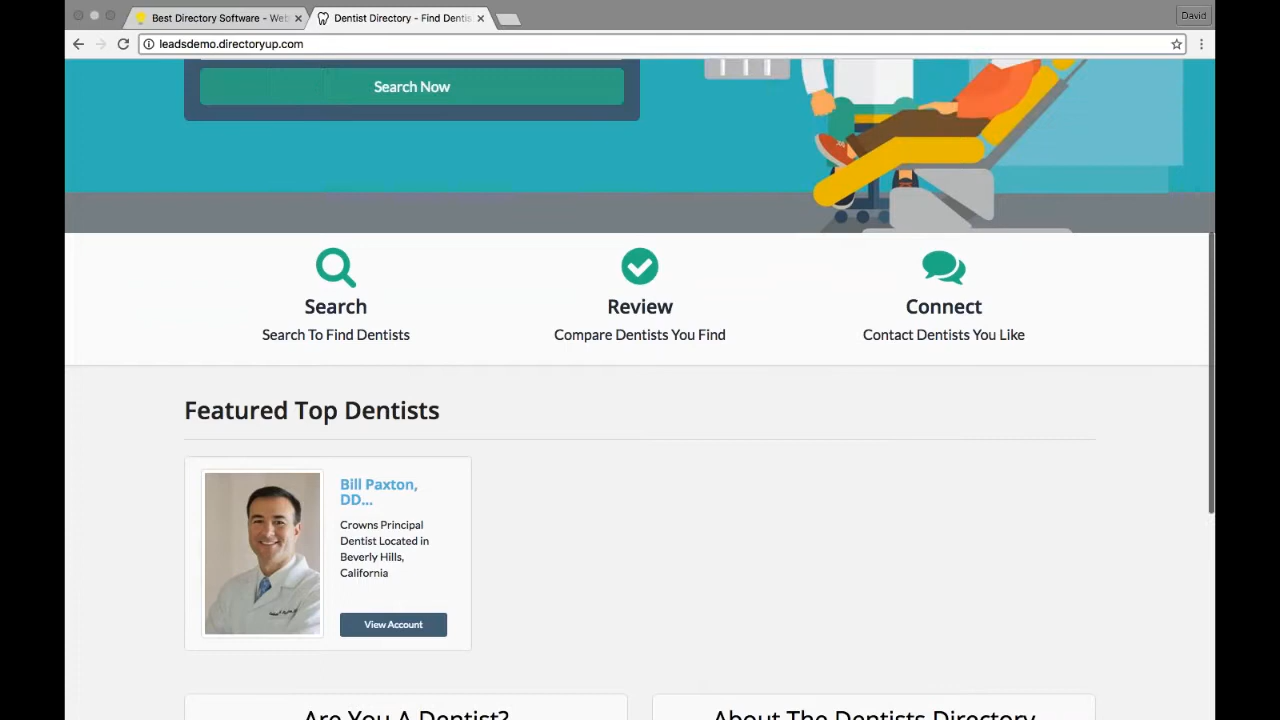 Best Directory Software - Web
Dentist Directory - Find Dentis
David
leadsdemo.directoryup.com
Search Now
Search
Search To Find Dentists
Review
Compare Dentists You Find
Connect
Contact Dentists You Like
Featured Top Dentists
Bill Paxton,
DD...
Crowns Principal
Dentist Located in
Beverly Hills,
California
View Account
Are You A Dentist?
About The Dentists Directory